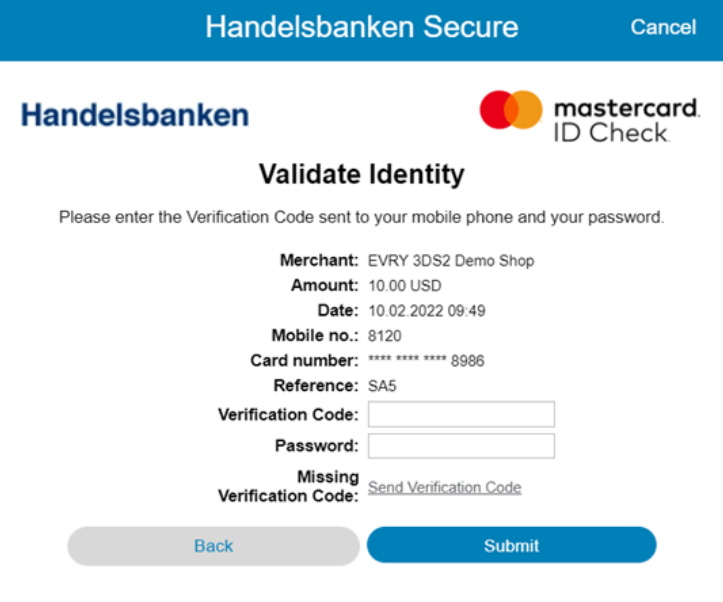 Handelsbanken Secure Cancel
Handelsbanken mastercard.
ID Check
Validate Identity
Please enter the Verification Code sent to your mobile phone and your password.
Merchant: EVRY 3DS2 Demo Shop
Amount: 10.00 USD
Date: 10.02.2022 09:49
Mobile no.: 8120
Card number: **** **** **** 8986
Reference: SA5
Verification Code:
Password:
Missing
Verification Code: Send Verification Code
Back Submit